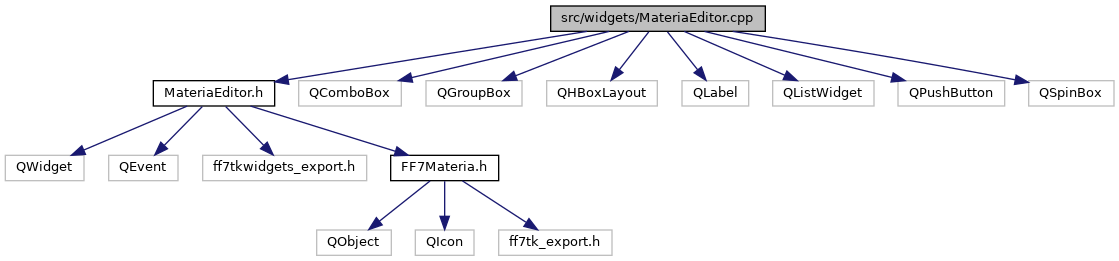 src/widgets/MateriaEditor.cpp
MateriaEditor.h
QComboBox
QGroupBox
QHBoxLayout
QLabel
QListWidget
QPushButton
QSpinBox
QWidget
QEvent
ff7tkwidgets_export.h
FF7Materia.h
QObject
QIcon
ff7tk_export.h